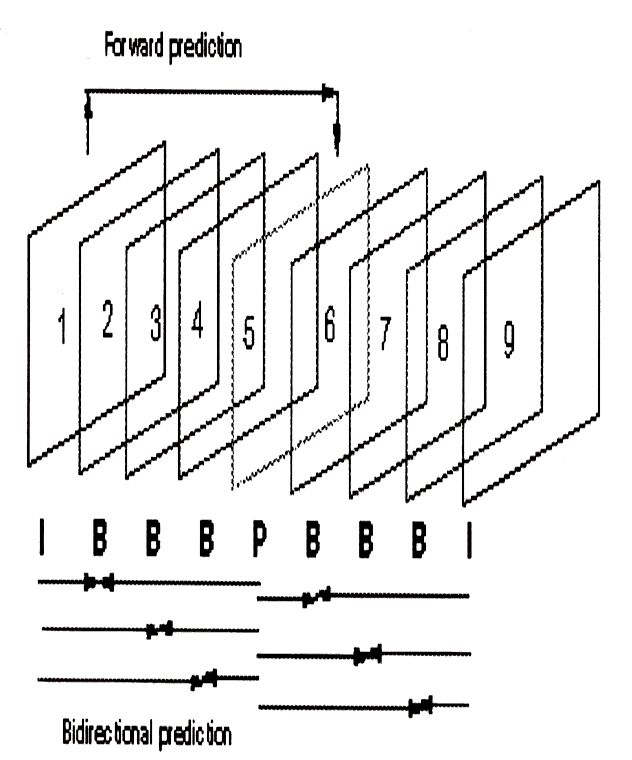 Forward prediction
1 2 3 4 5 6 7 8 9
I B B B P B B B I
Bidirectional prediction